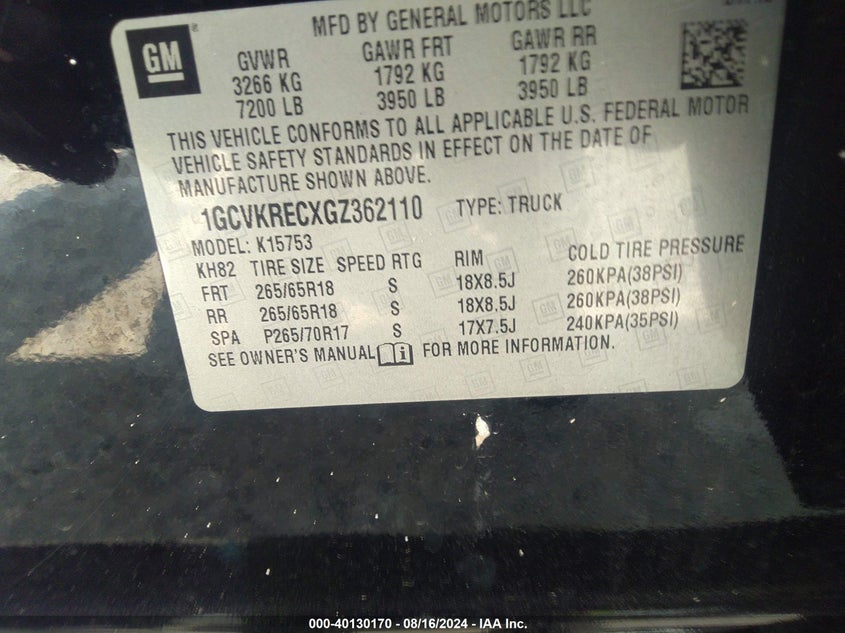 MFD BY GENERAL MOTORS LLC
GM
GVWR GAWR FRT GAWR RR
3266 KG 1792 KG 1792 KG
7200 LB 3950 LB 3950 LB
THIS VEHICLE CONFORMS TO ALL APPLICABLE U.S. FEDERAL MOTOR
VEHICLE SAFETY STANDARDS IN EFFECT ON THE DATE OF
MANUFACTURE SHOWN ABOVE.
1GCVKRECXGZ362110 TYPE: TRUCK
MODEL: K15753
KH82 TIRE SIZE SPEED RTG RIM COLD TIRE PRESSURE
FRT 265/65R18 S 18X8.5J 260KPA(38PSI)
RR 265/65R18 S 18X8.5J 260KPA(38PSI)
SPA P265/70R17 S 17X7.5J 240KPA(35PSI)
SEE OWNER'S MANUAL FOR MORE INFORMATION.
000-40130170 - 08/16/2024 - IAA Inc.